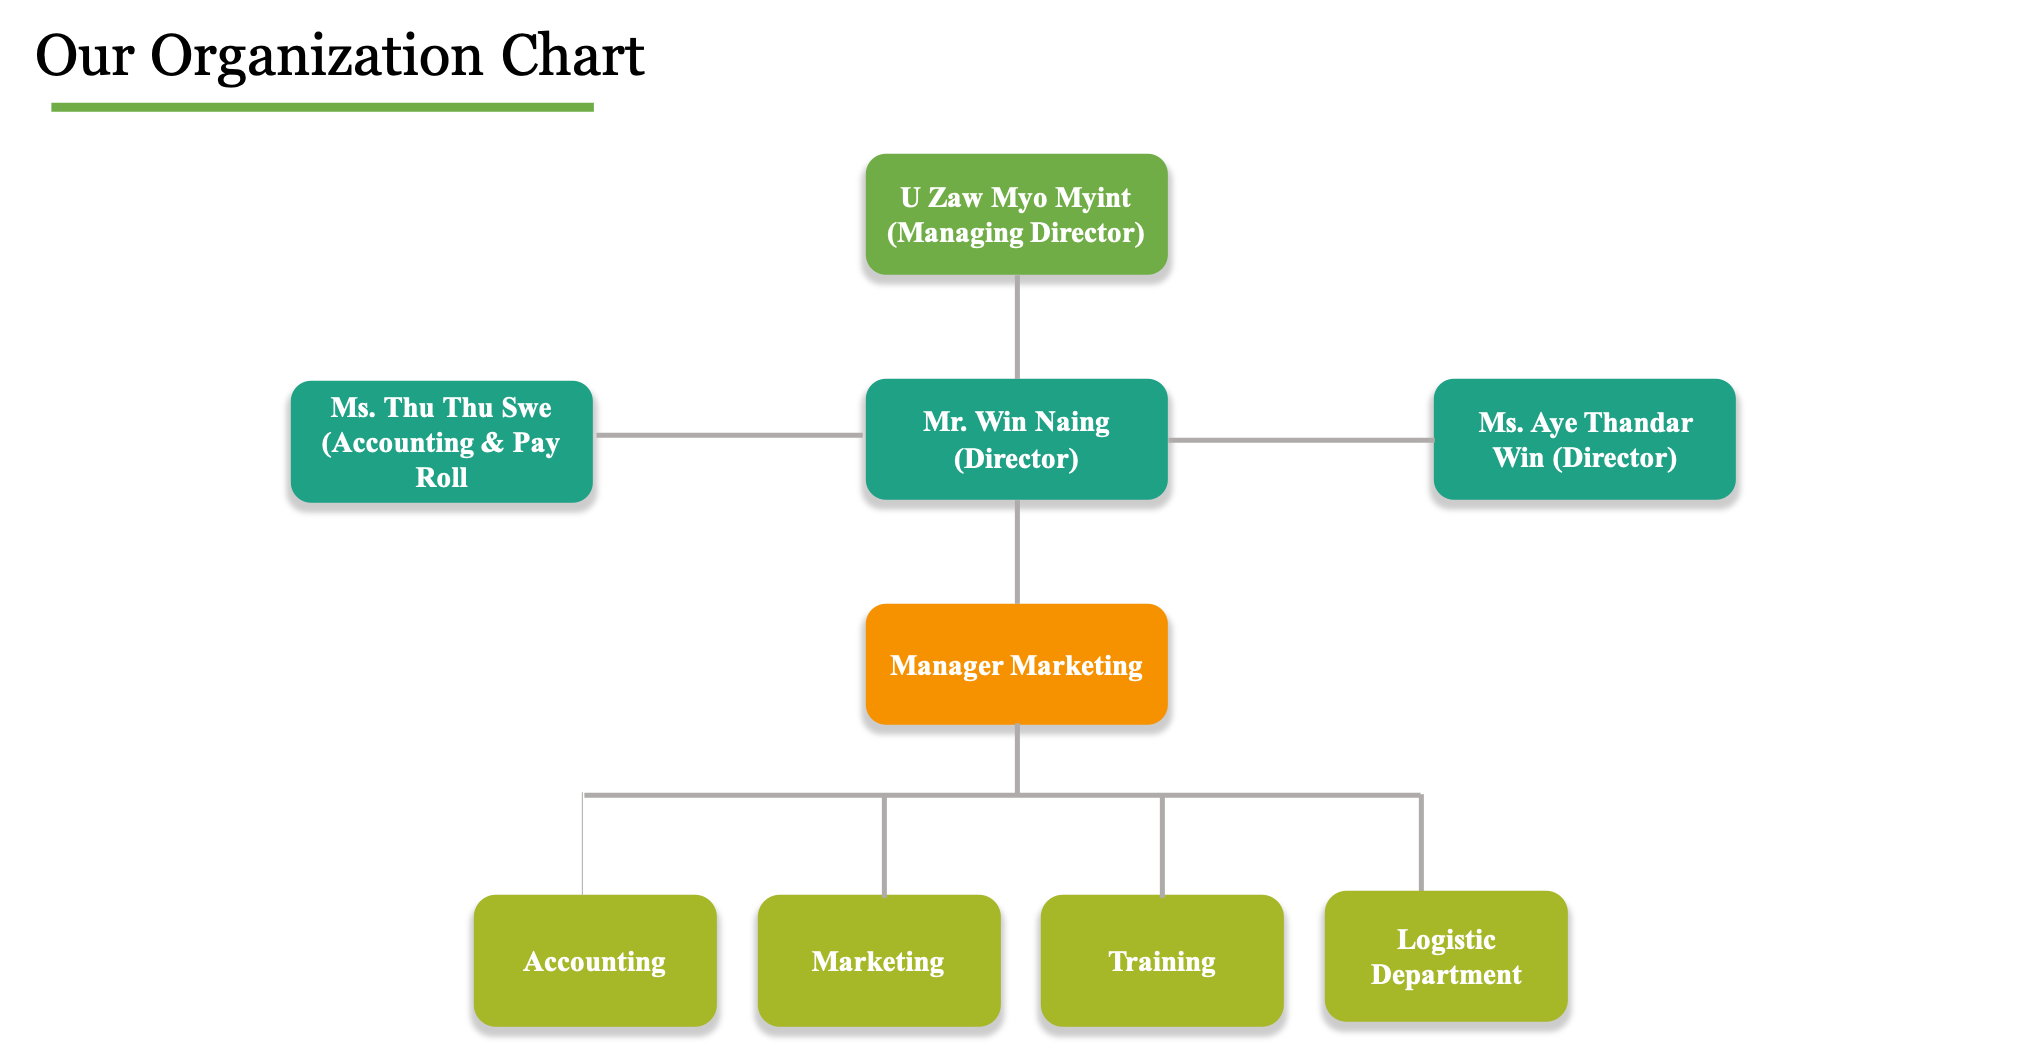 Our Organization Chart
U Zaw Myo Myint
(Managing Director)
Ms. Thu Thu Swe
(Accounting & Pay
Roll
Mr. Win Naing
(Director)
Ms. Aye Thandar
Win (Director)
Manager Marketing
Accounting
Marketing
Training
Logistic
Department